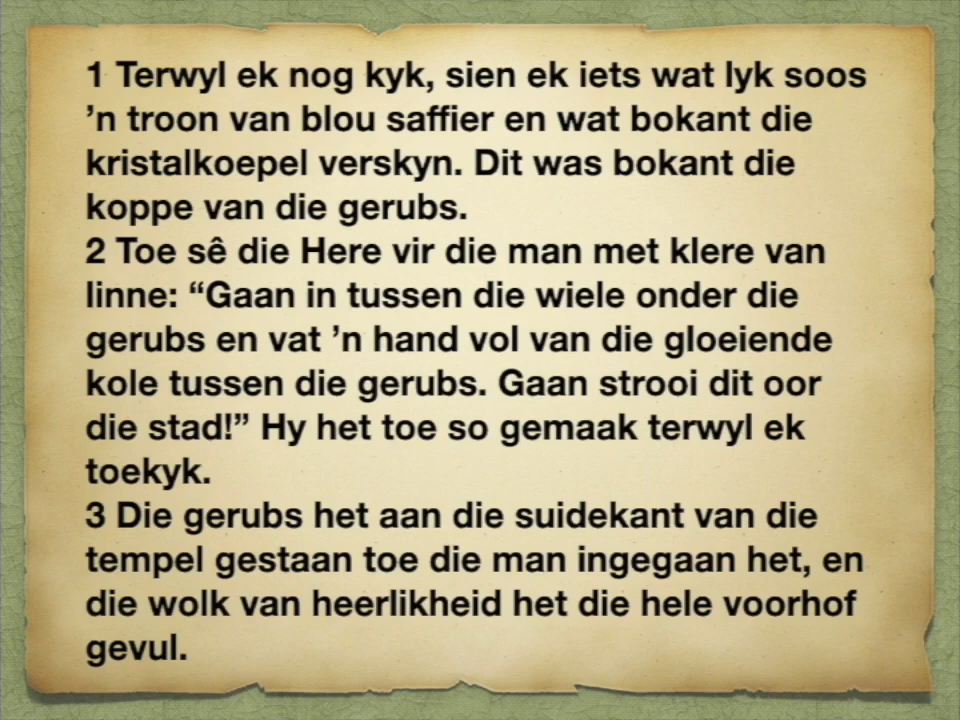 1 Terwyl ek nog kyk, sien ek iets wat lyk soos
’n troon van blou saffier en wat bokant die
kristalkoepel verskyn. Dit was bokant die
koppe van die gerubs.
2 Toe sê die Here vir die man met klere van
linne: “Gaan in tussen die wiele onder die
gerubs en vat ’n hand vol van die gloeiende
kole tussen die gerubs. Gaan strooi dit oor
die stad!” Hy het toe so gemaak terwyl ek
toekyk.
3 Die gerubs het aan die suidekant van die
tempel gestaan toe die man ingegaan het, en
die wolk van heerlikheid het die hele voorhof
gevul.